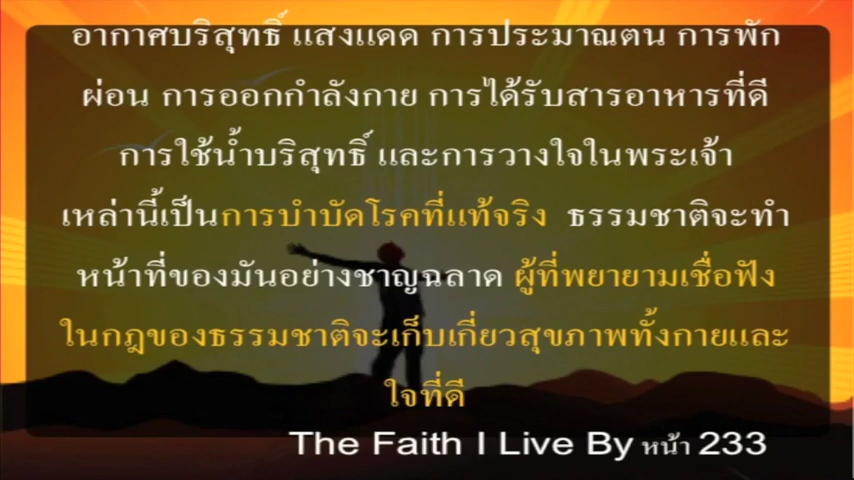 อากาศบริสุทธิ์ แสงแดด การประมาณตน การพัก
ผ่อน การออกกำลังกาย การได้รับสารอาหารที่ดี
การใช้น้ำบริสุทธิ์ และการวางใจในพระเจ้า
เหล่านี้เป็นการบำบัดโรคที่แท้จริง ธรรมชาติจะทำ
หน้าที่ของมันอย่างชาญฉลาด ผู้ที่พยายามเชื่อฟัง
ในกฎของธรรมชาติจะเก็บเกี่ยวสุขภาพทั้งกายและ
ใจที่ดี
The Faith I Live By หน้า 233